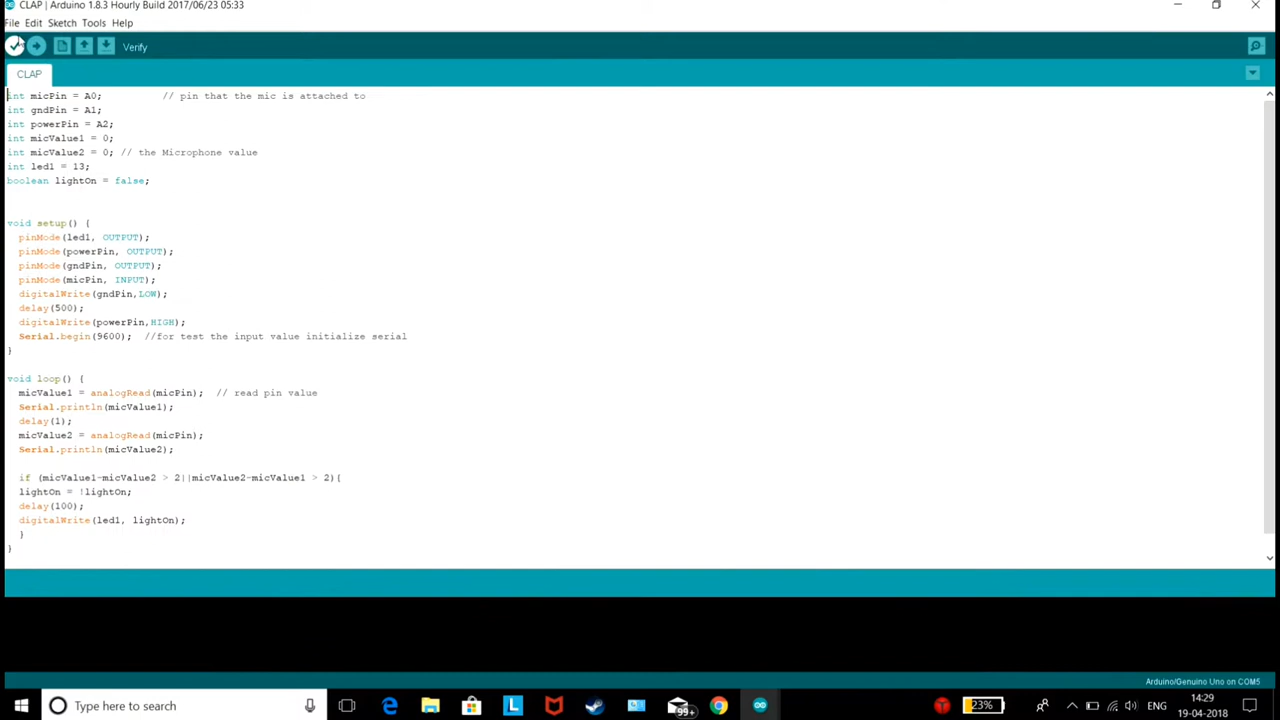 CLAP | Arduino 1.8.3 Hourly Build 2017/06/23 05:33
File Edit Sketch Tools Help
Verify
CLAP
int micPin = A0;          // pin that the mic is attached to
int gndPin = A1;
int powerPin = A2;
int micValue1 = 0;
int micValue2 = 0; // the Microphone value
int led1 = 13;
boolean lightOn = false;
void setup() {
  pinMode(led1, OUTPUT);
  pinMode(powerPin, OUTPUT);
  pinMode(gndPin, OUTPUT);
  pinMode(micPin, INPUT);
  digitalWrite(gndPin,LOW);
  delay(500);
  digitalWrite(powerPin,HIGH);
  Serial.begin(9600);  //for test the input value initialize serial
}
void loop() {
  micValue1 = analogRead(micPin);  // read pin value
  Serial.println(micValue1);
  delay(1);
  micValue2 = analogRead(micPin);
  Serial.println(micValue2);
  if (micValue1-micValue2 > 2||micValue2-micValue1 > 2){
  lightOn = !lightOn;
  delay(100);
  digitalWrite(led1, lightOn);
  }
}
Arduino/Genuino Uno on COM5
Type here to search
L
99+
23%
ENG
14:29
19-04-2018